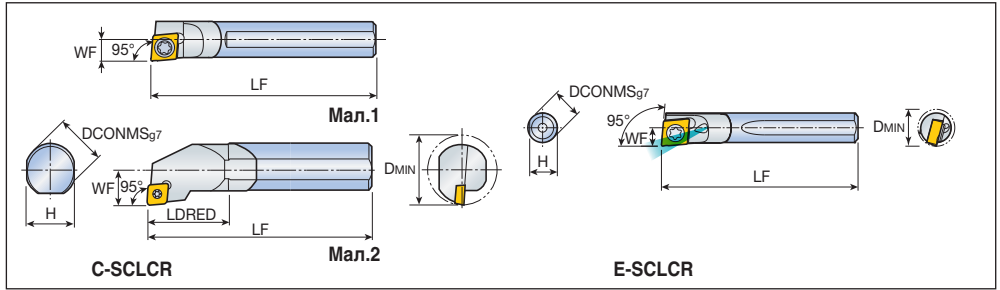 WF
95°
LF
Мал.1
DCONMSg7
H
WF
95°
LDRED
LF
DMIN
Мал.2
C-SCLCR
DCONMSg7
H
95°
WF
LF
DMIN
E-SCLCR